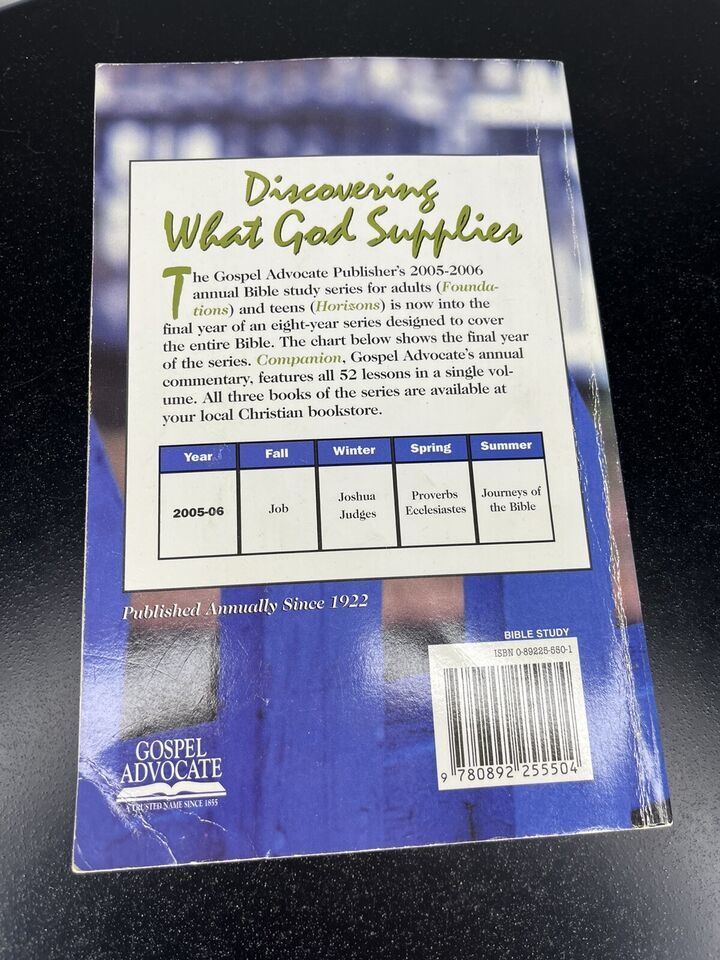 Discovering
What God Supplies
The Gospel Advocate Publisher's 2005-2006
annual Bible study series for adults (Founda-
tions) and teens (Horizons) is now into the
final year of an eight-year series designed to cover
the entire Bible. The chart below shows the final year
of the series. Companion, Gospel Advocate's annual
commentary, features all 52 lessons in a single vol-
ume. All three books of the series are available at
your local Christian bookstore.
Year Fall Winter Spring Summer
2005-06 Job Joshua Judges Proverbs Ecclesiastes Journeys of the Bible
Published Annually Since 1922
BIBLE STUDY
ISBN 0-89225-550-1
9 780892 255504
GOSPEL
ADVOCATE
A TRUSTED NAME SINCE 1855